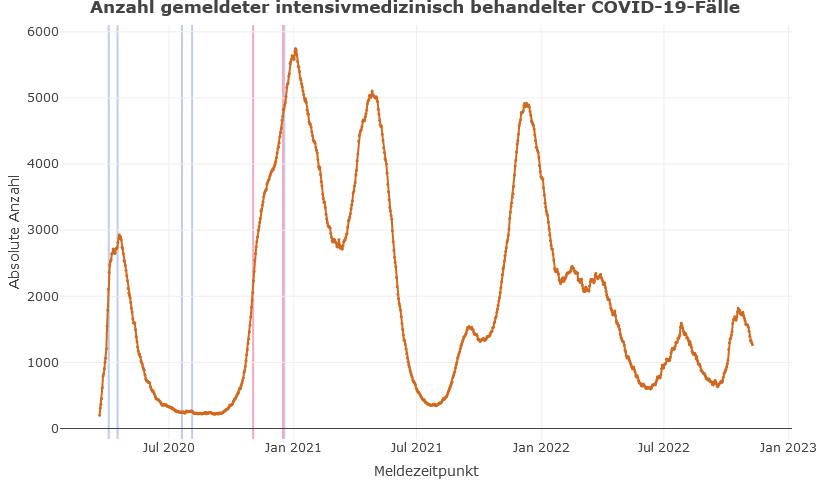 Anzahl gemeldeter intensivmedizinisch behandelter COVID-19-Fälle
6000
5000
4000
3000
2000
1000
0
Absolute Anzahl
Jul 2020
Jan 2021
Jul 2021
Jan 2022
Jul 2022
Jan 2023
Meldezeitpunkt